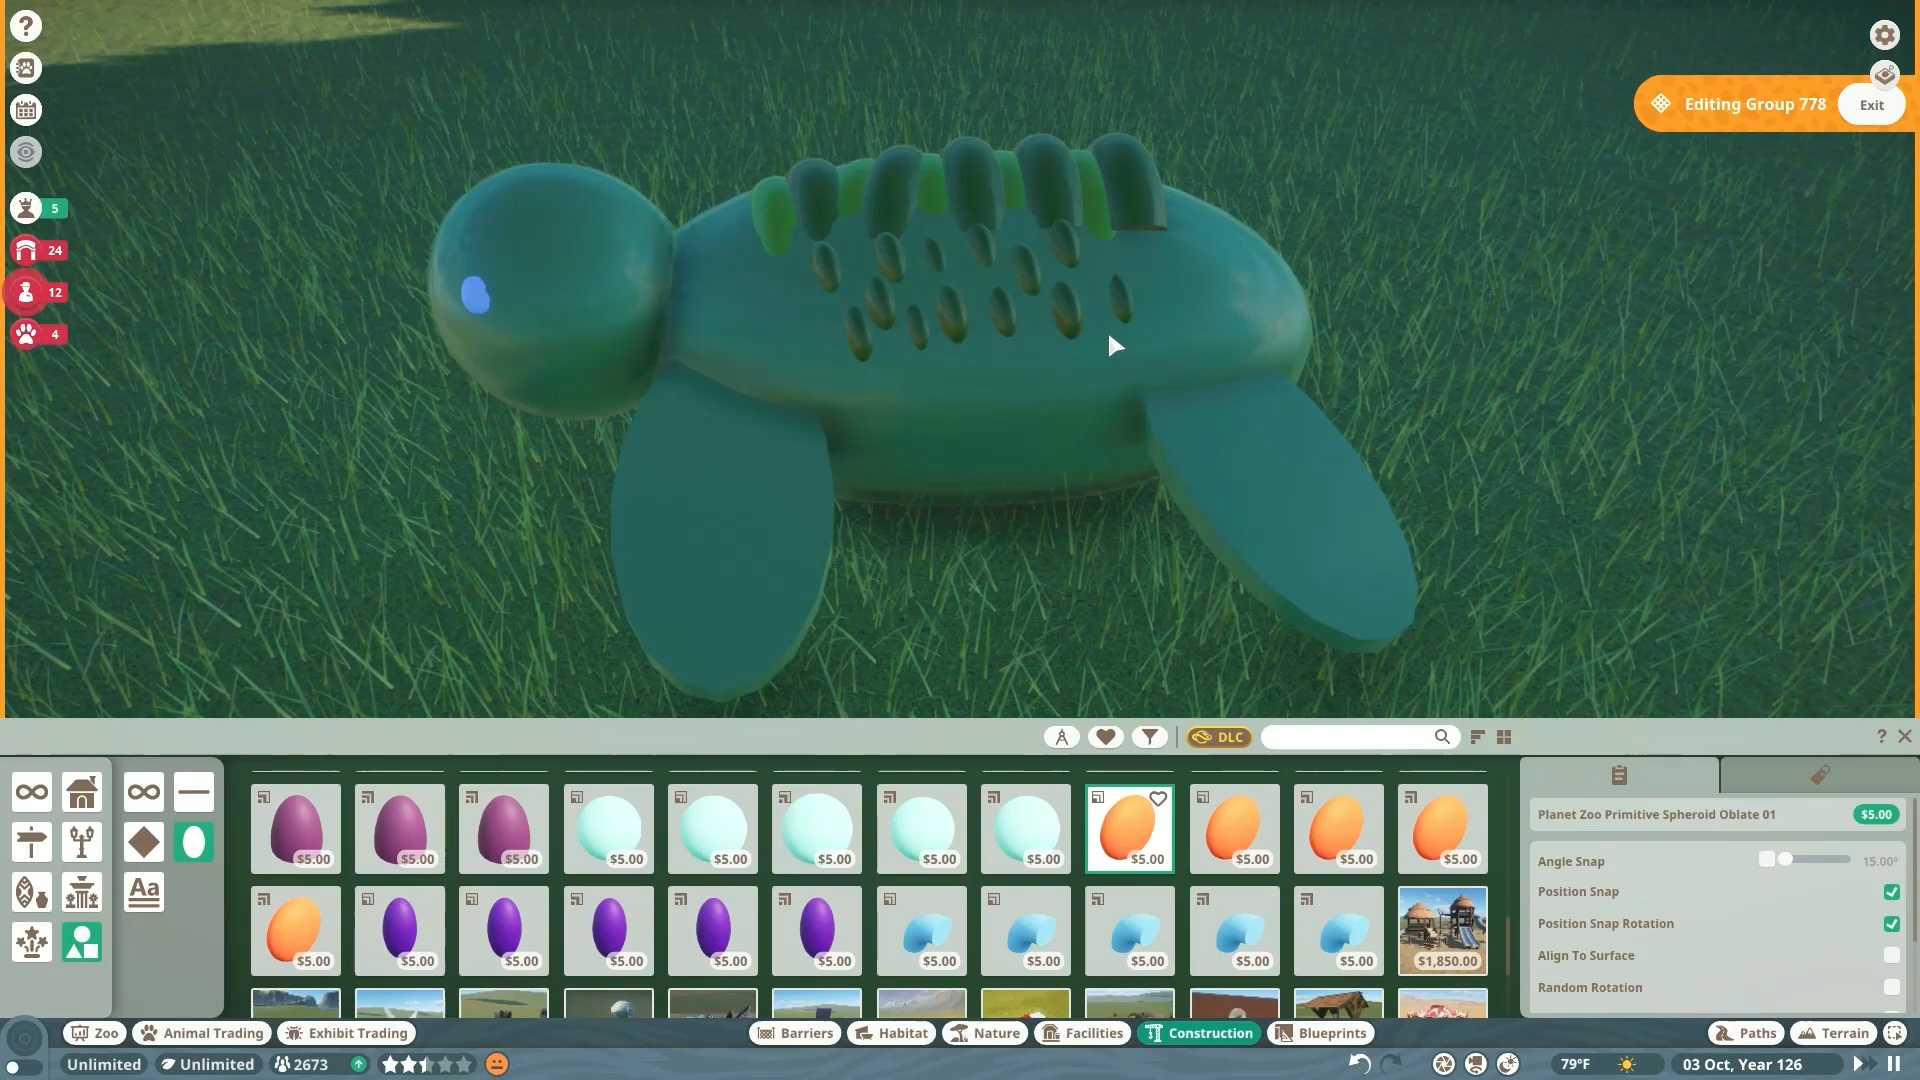 ?
Editing Group 778
Exit
5
24
12
4
DLC
?
$5.00 $5.00 $5.00 $5.00 $5.00 $5.00 $5.00 $5.00 $5.00 $5.00 $5.00 $5.00
$5.00 $5.00 $5.00 $5.00 $5.00 $5.00 $5.00 $5.00 $5.00 $5.00 $5.00 $1,850.00
Aa
Planet Zoo Primitive Spheroid Oblate 01 $5.00
Angle Snap 15.00°
Position Snap
Position Snap Rotation
Align To Surface
Random Rotation
Zoo Animal Trading Exhibit Trading Barriers Habitat Nature Facilities Construction Blueprints Paths Terrain
Unlimited Unlimited 2673 79°F 03 Oct, Year 126